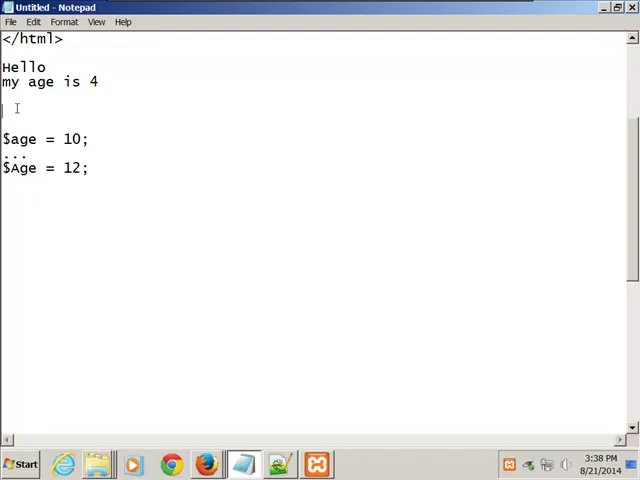 Untitled - Notepad
File Edit Format View Help
</html>
Hello
my age is 4
$age = 10;
...
$Age = 12;
Start
3:38 PM
8/21/2014